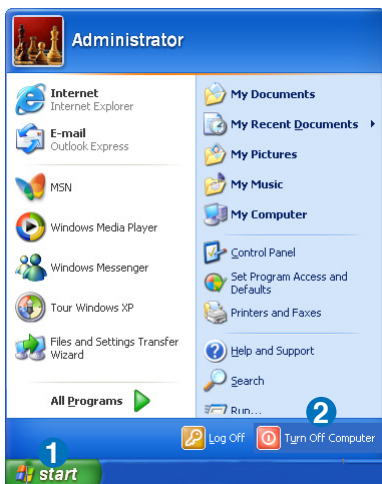 Administrator
Internet
Internet Explorer
E-mail
Outlook Express
MSN
Windows Media Player
Windows Messenger
Tour Windows XP
Files and Settings Transfer
Wizard
All Programs
My Documents
My Recent Documents
My Pictures
My Music
My Computer
Control Panel
Set Program Access and
Defaults
Printers and Faxes
Help and Support
Search
Run...
2
Log Off
Turn Off Computer
1
start